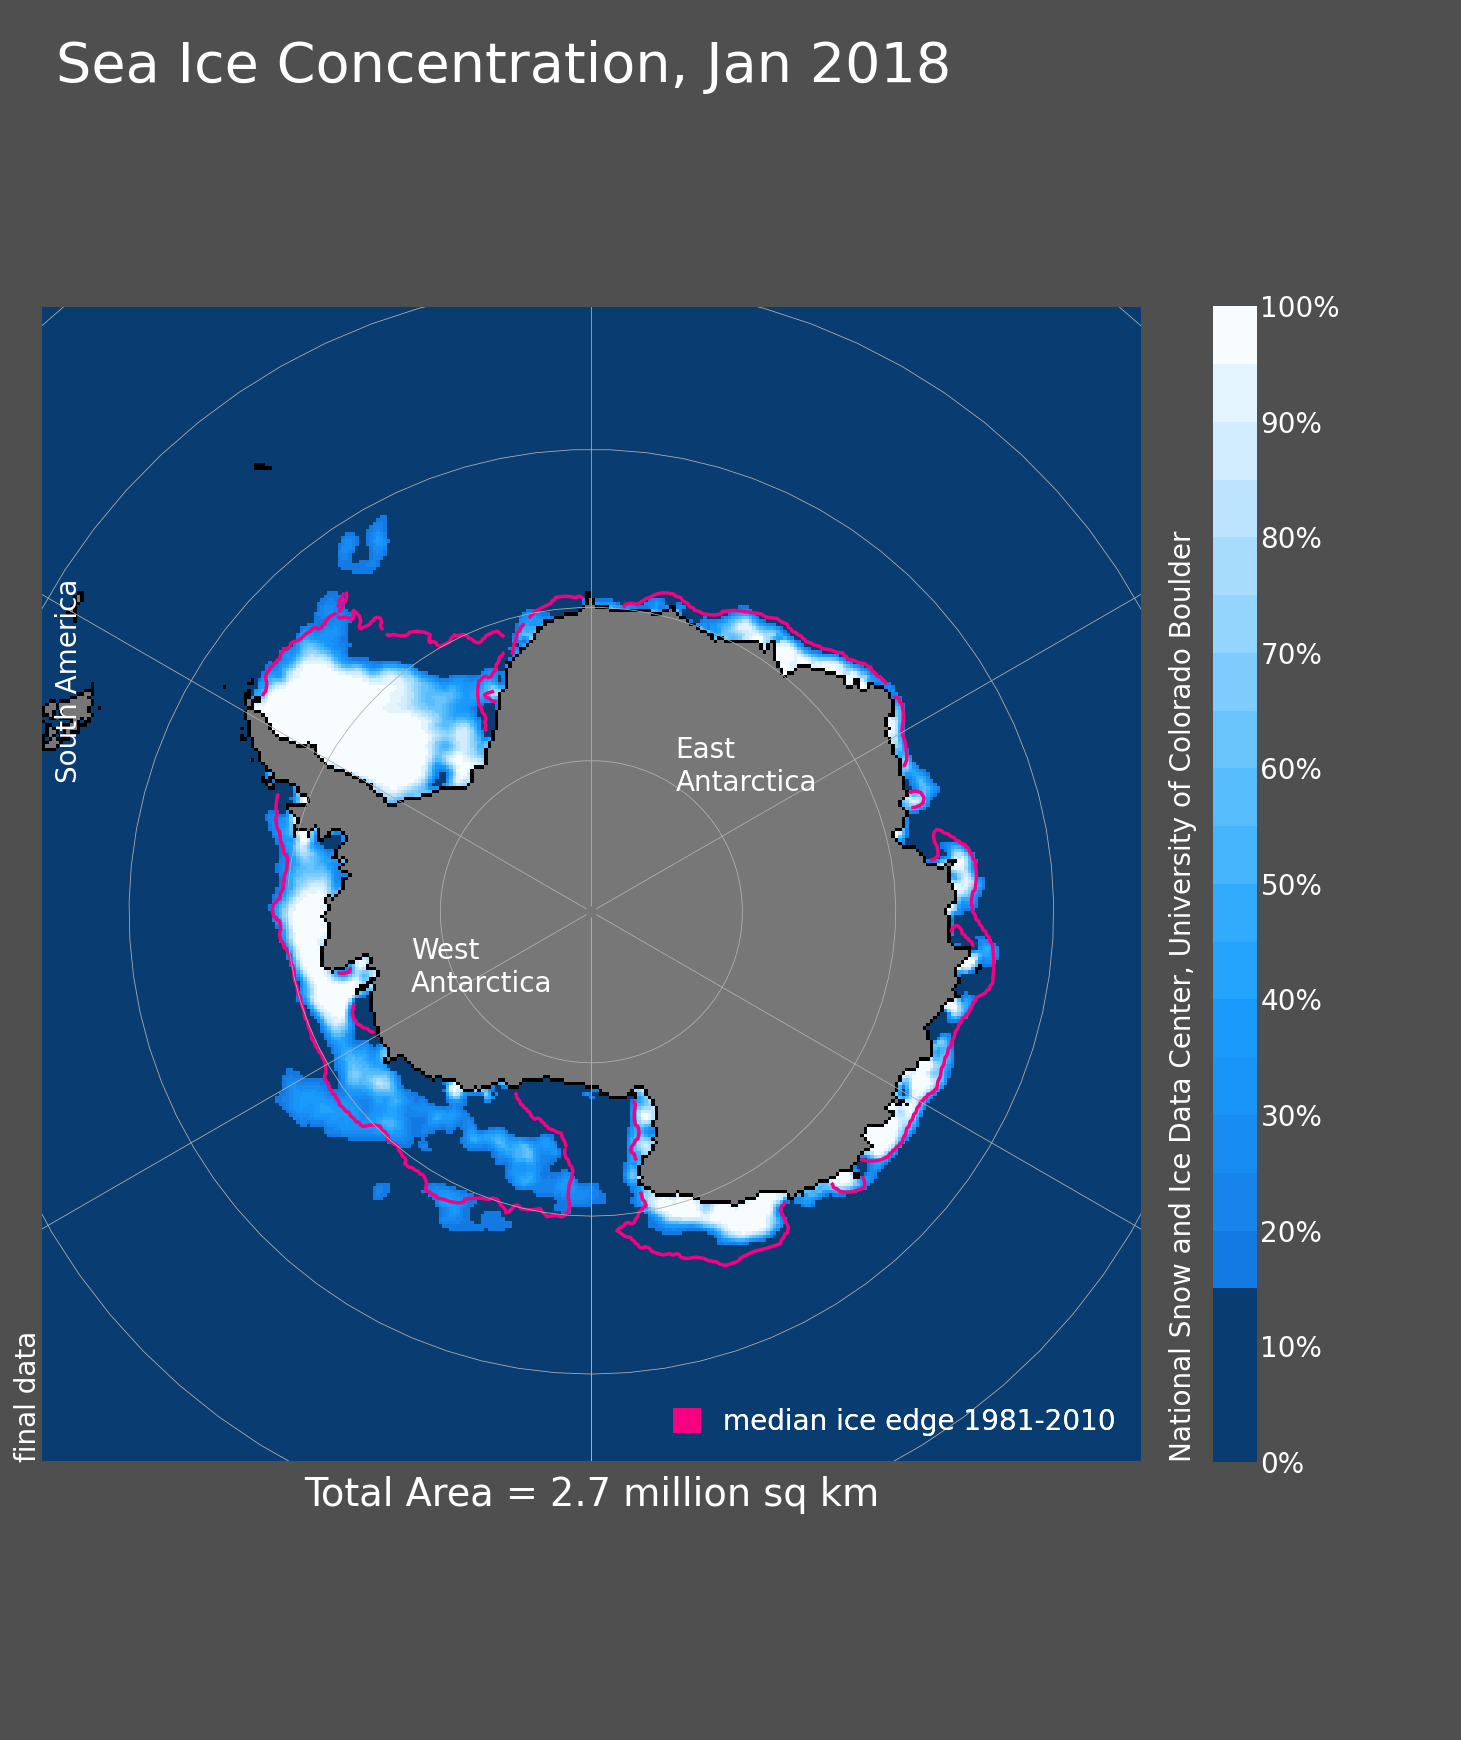 Sea Ice Concentration, Jan 2018
South America
East
Antarctica
West
Antarctica
median ice edge 1981-2010
final data
Total Area = 2.7 million sq km
National Snow and Ice Data Center, University of Colorado Boulder
100%
90%
80%
70%
60%
50%
40%
30%
20%
10%
0%